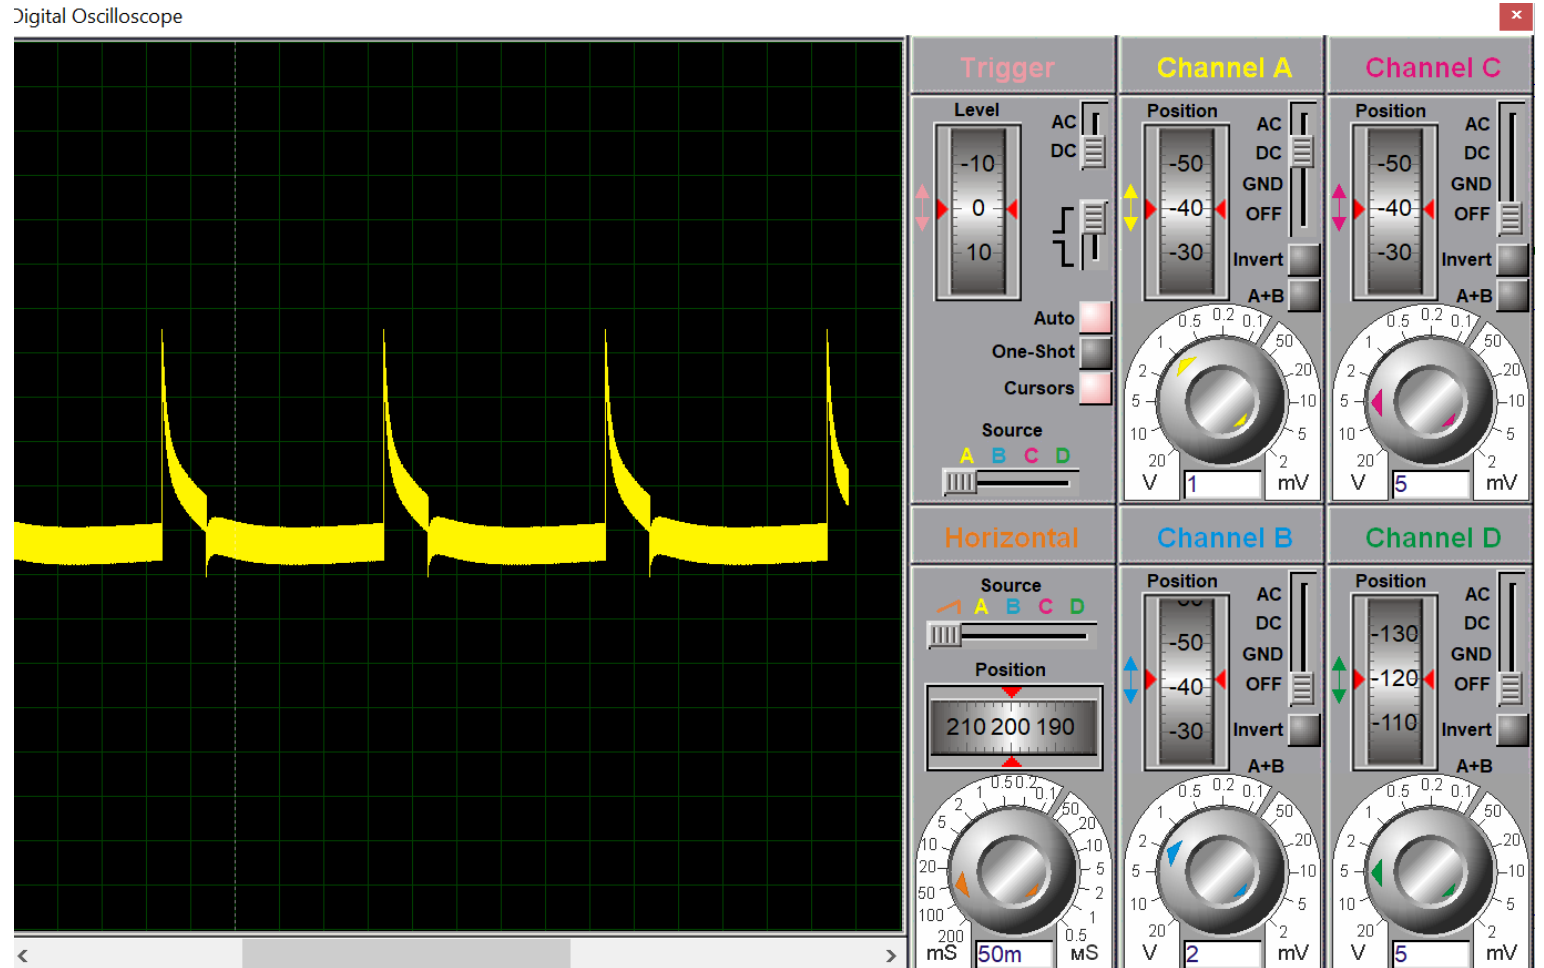 Digital Oscilloscope
Trigger
Level
AC
DC
-10
0
10
Auto
One-Shot
Cursors
Source
A B C D
Channel A
Position
AC
DC
GND
OFF
-50
-40
-30
Invert
A+B
20 10 5 2 1 0.5 0.2 0.1 50 20 10 5 2
V
1
mV
Channel C
Position
AC
DC
GND
OFF
-50
-40
-30
Invert
A+B
20 10 5 2 1 0.5 0.2 0.1 50 20 10 5 2
V
5
mV
Horizontal
Source
A B C D
Position
210 200 190
200 100 50 20 10 5 2 1 0.5 0.2 0.1 50 20 10 5 2 1 0.5
mS
50m
мS
Channel B
Position
AC
DC
GND
OFF
-50
-40
-30
Invert
A+B
20 10 5 2 1 0.5 0.2 0.1 50 20 10 5 2
V
2
mV
Channel D
Position
AC
DC
GND
OFF
-130
-120
-110
Invert
A+B
20 10 5 2 1 0.5 0.2 0.1 50 20 10 5 2
V
5
mV